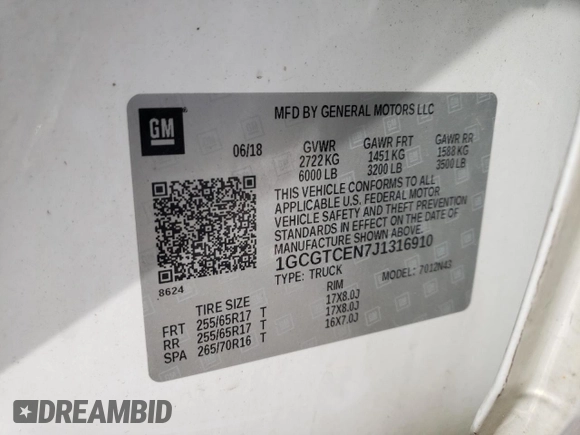 GM
MFD BY GENERAL MOTORS LLC
06/18 GVWR GAWR FRT GAWR RR
2722 KG 1451 KG 1588 KG
6000 LB 3200 LB 3500 LB
THIS VEHICLE CONFORMS TO ALL
APPLICABLE U.S. FEDERAL MOTOR
VEHICLE SAFETY AND THEFT PREVENTION
STANDARDS IN EFFECT ON THE DATE OF
MANUFACTURE SHOWN ABOVE.
1GCGTCEN7J1316910
TYPE: TRUCK MODEL: 7012N43
8624
TIRE SIZE RIM
FRT 255/65R17 T 17X8.0J
RR 255/65R17 T 17X8.0J
SPA 265/70R16 T 16X7.0J
DREAMBID